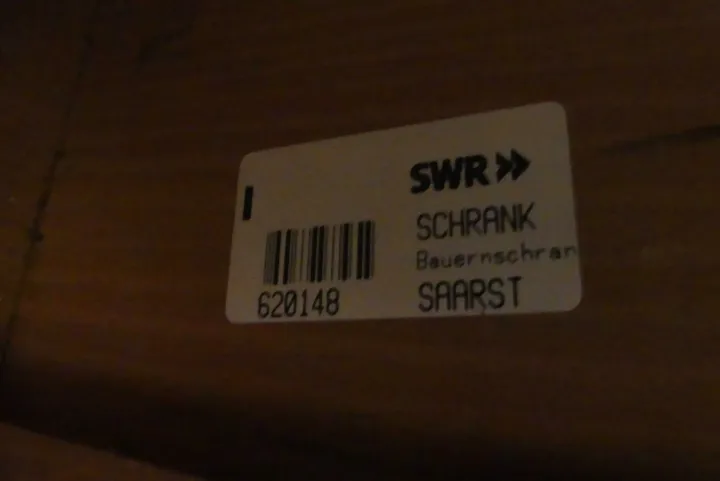 SWR»
SCHRANK
Bauernschran
SAARST
620148